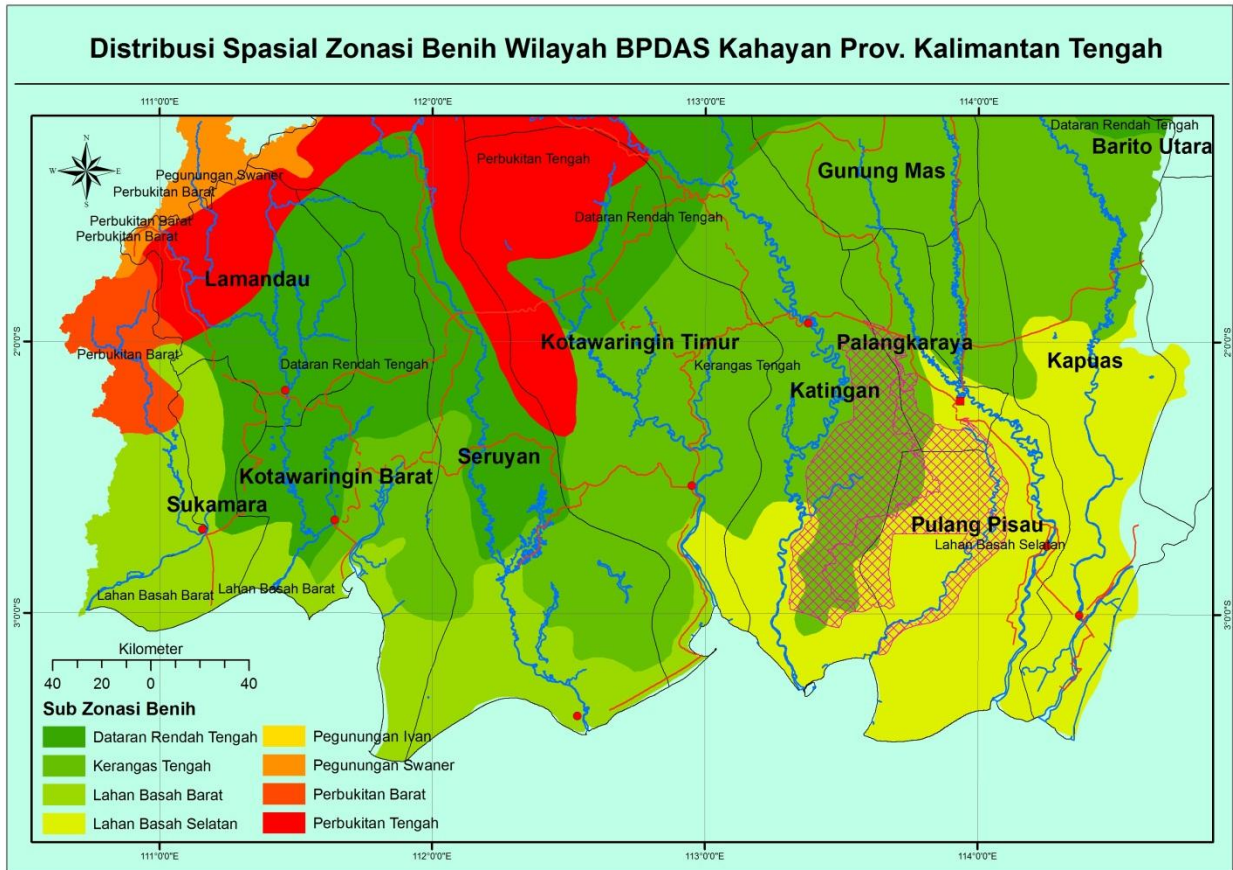 Distribusi Spasial Zonasi Benih Wilayah BPDAS Kahayan Prov. Kalimantan Tengah
111°0'0"E 112°0'0"E 113°0'0"E 114°0'0"E
N
W E
S
Dataran Rendah Tengah
Barito Utara
Perbukitan Tengah
Gunung Mas
Pegunungan Swaner
Perbukitan Barat
Perbukitan Barat
Perbukitan Barat
Dataran Rendah Tengah
Lamandau
2°0'0"S 2°0'0"S
Kotawaringin Timur
Palangkaraya
Perbukitan Barat
Dataran Rendah Tengah
Kerangas Tengah
Kapuas
Katingan
Seruyan
Kotawaringin Barat
Sukamara
Pulang Pisau
Lahan Basah Selatan
Lahan Basah Barat
Lahan Basah Barat
3°0'0"S 3°0'0"S
Kilometer
40 20 0 40
Sub Zonasi Benih
Dataran Rendah Tengah
Kerangas Tengah
Lahan Basah Barat
Lahan Basah Selatan
Pegunungan Ivan
Pegunungan Swaner
Perbukitan Barat
Perbukitan Tengah
111°0'0"E 112°0'0"E 113°0'0"E 114°0'0"E